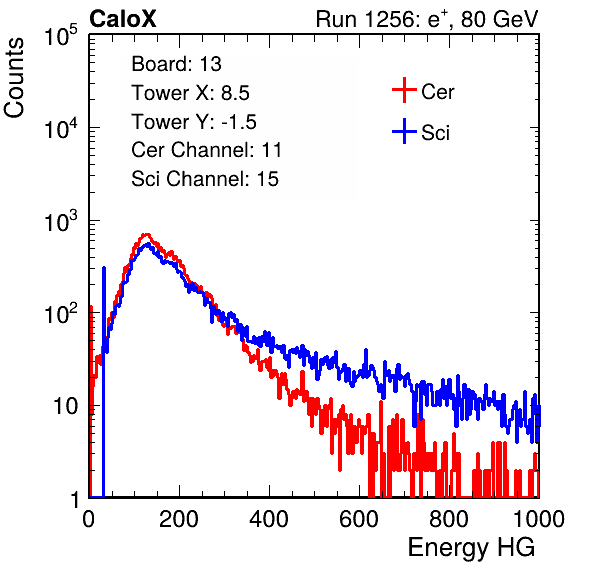 CaloX Run 1256: e⁺, 80 GeV
Board: 13
Tower X: 8.5
Tower Y: -1.5
Cer Channel: 11
Sci Channel: 15
Cer
Sci
Counts
10⁵
10⁴
10³
10²
10
1
0 200 400 600 800 1000
Energy HG